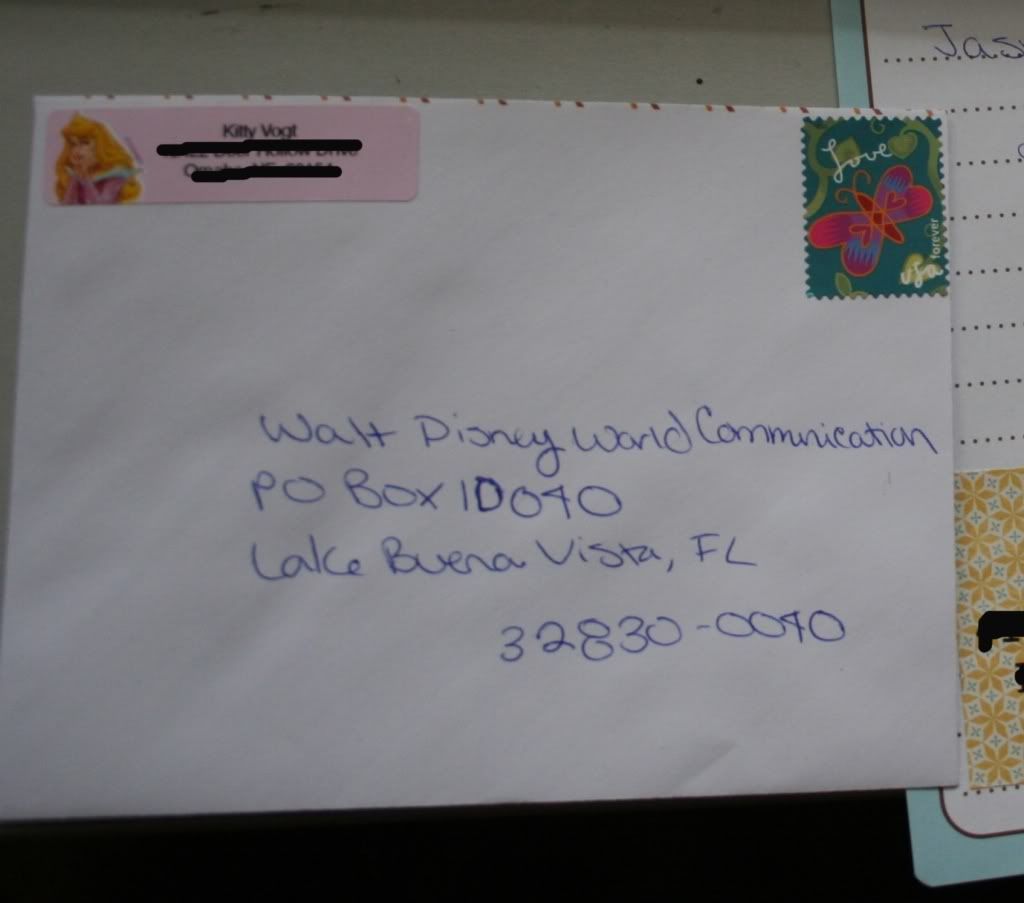 Kitty Vogt
Love
forever
usa
Walt Disney World Communication
PO Box 10040
Lake Buena Vista, FL
32830-0040